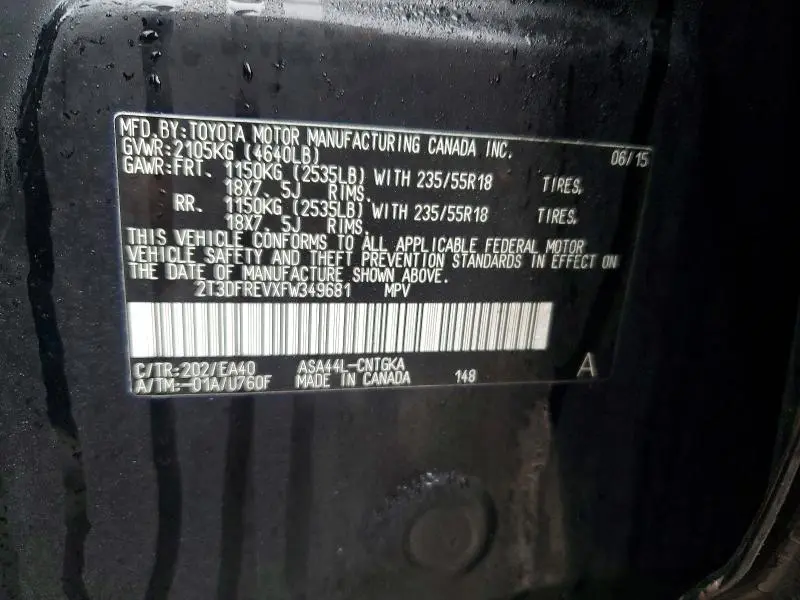 MFD. BY: TOYOTA MOTOR MANUFACTURING CANADA INC. 06/15
GVWR: 2105KG (4640LB)
GAWR: FRT. 1150KG (2535LB) WITH 235/55R18 TIRES,
18X7. 5J RIMS.
RR. 1150KG (2535LB) WITH 235/55R18 TIRES,
18X7. 5J RIMS.
THIS VEHICLE CONFORMS TO ALL APPLICABLE FEDERAL MOTOR
VEHICLE SAFETY AND THEFT PREVENTION STANDARDS IN EFFECT ON
THE DATE OF MANUFACTURE SHOWN ABOVE.
2T3DFREVXFW349681 MPV
C/TR: 202/EA40 ASA44L-CNTGKA
A/TM: -01A/U760F MADE IN CANADA 148 A